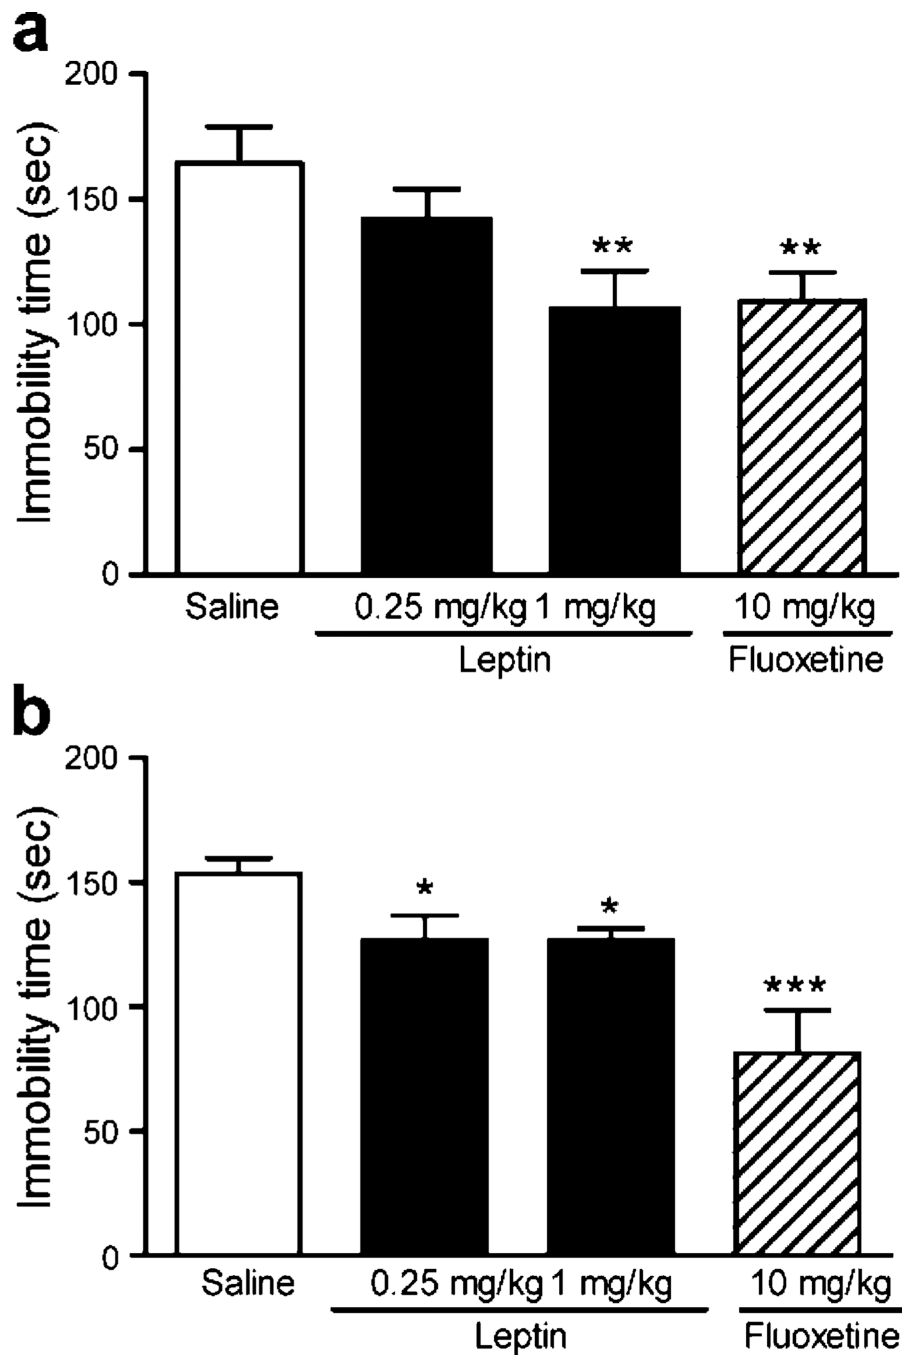 a
Immobility time (sec)
200
150
100
50
0
**
**
Saline
0.25 mg/kg 1 mg/kg
10 mg/kg
Leptin
Fluoxetine
b
Immobility time (sec)
200
150
100
50
0
*
*
***
Saline
0.25 mg/kg 1 mg/kg
10 mg/kg
Leptin
Fluoxetine